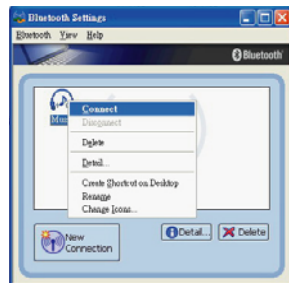 Bluetooth Settings
Bluetooth View Help
Bluetooth
Connect
Disconnect
Delete
Detail...
Create Shortcut on Desktop
Rename
Change Icons...
New Connection
Detail...
Delete